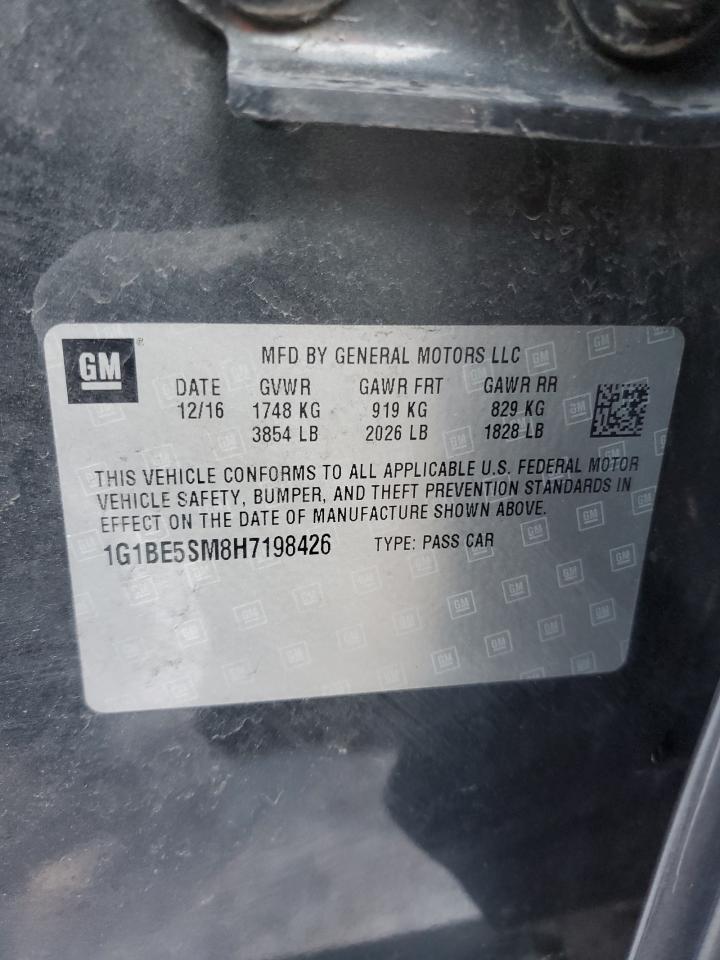 GM ®
MFD BY GENERAL MOTORS LLC
DATE GVWR GAWR FRT GAWR RR
12/16 1748 KG 919 KG 829 KG
3854 LB 2026 LB 1828 LB
THIS VEHICLE CONFORMS TO ALL APPLICABLE U.S. FEDERAL MOTOR
VEHICLE SAFETY, BUMPER, AND THEFT PREVENTION STANDARDS IN
EFFECT ON THE DATE OF MANUFACTURE SHOWN ABOVE.
1G1BE5SM8H7198426 TYPE: PASS CAR